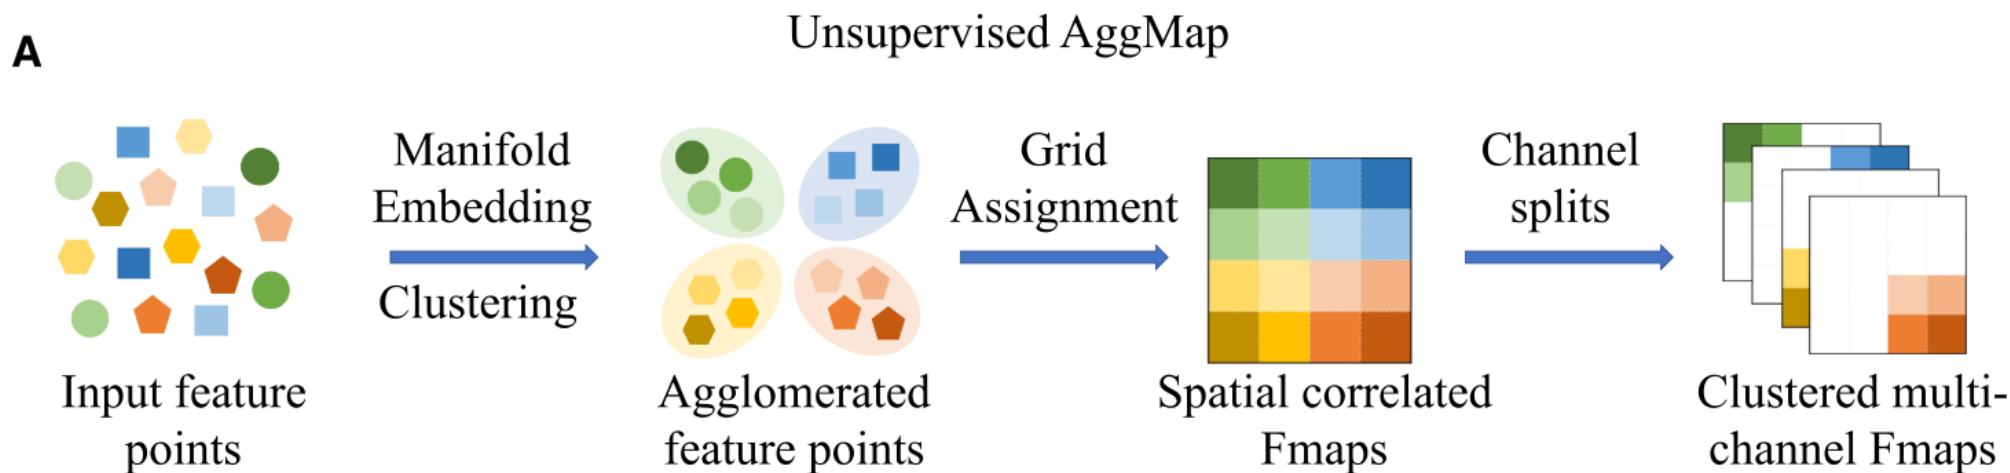 Unsupervised AggMap
A
Manifold
Embedding
Clustering
Grid
Assignment
Channel
splits
Input feature
points
Agglomerated
feature points
Spatial correlated
Fmaps
Clustered multi-
channel Fmaps